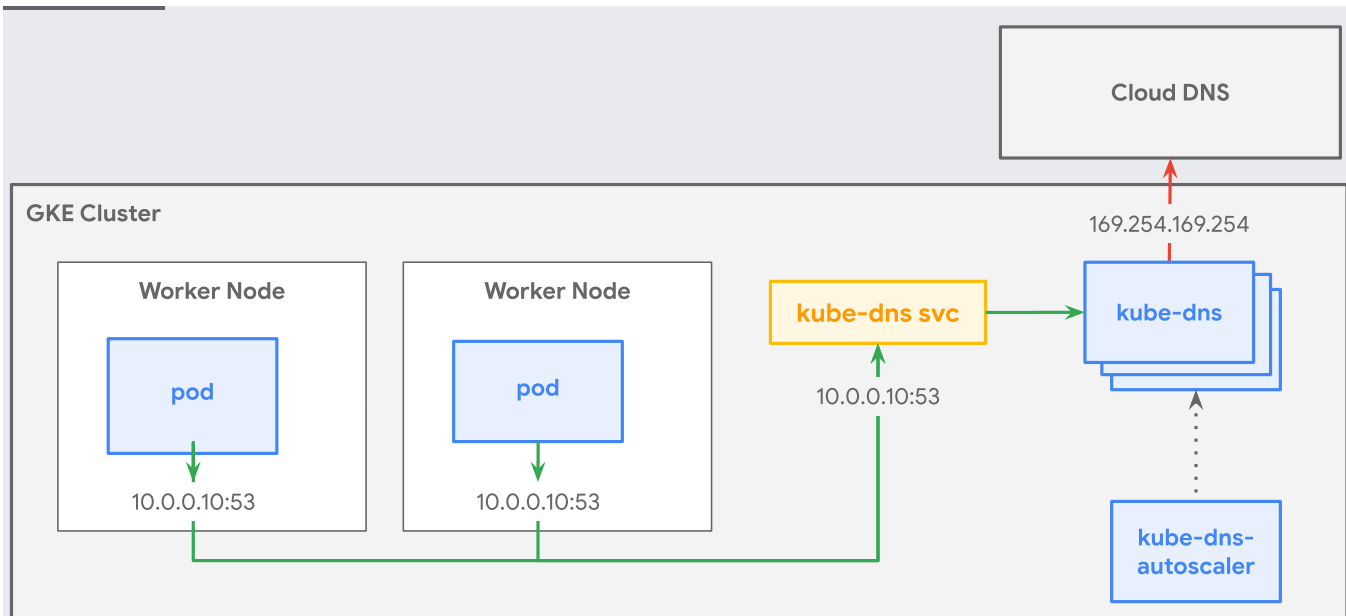 Cloud DNS
GKE Cluster
169.254.169.254
Worker Node
Worker Node
kube-dns svc
kube-dns
pod
pod
10.0.0.10:53
10.0.0.10:53
10.0.0.10:53
kube-dns-
autoscaler